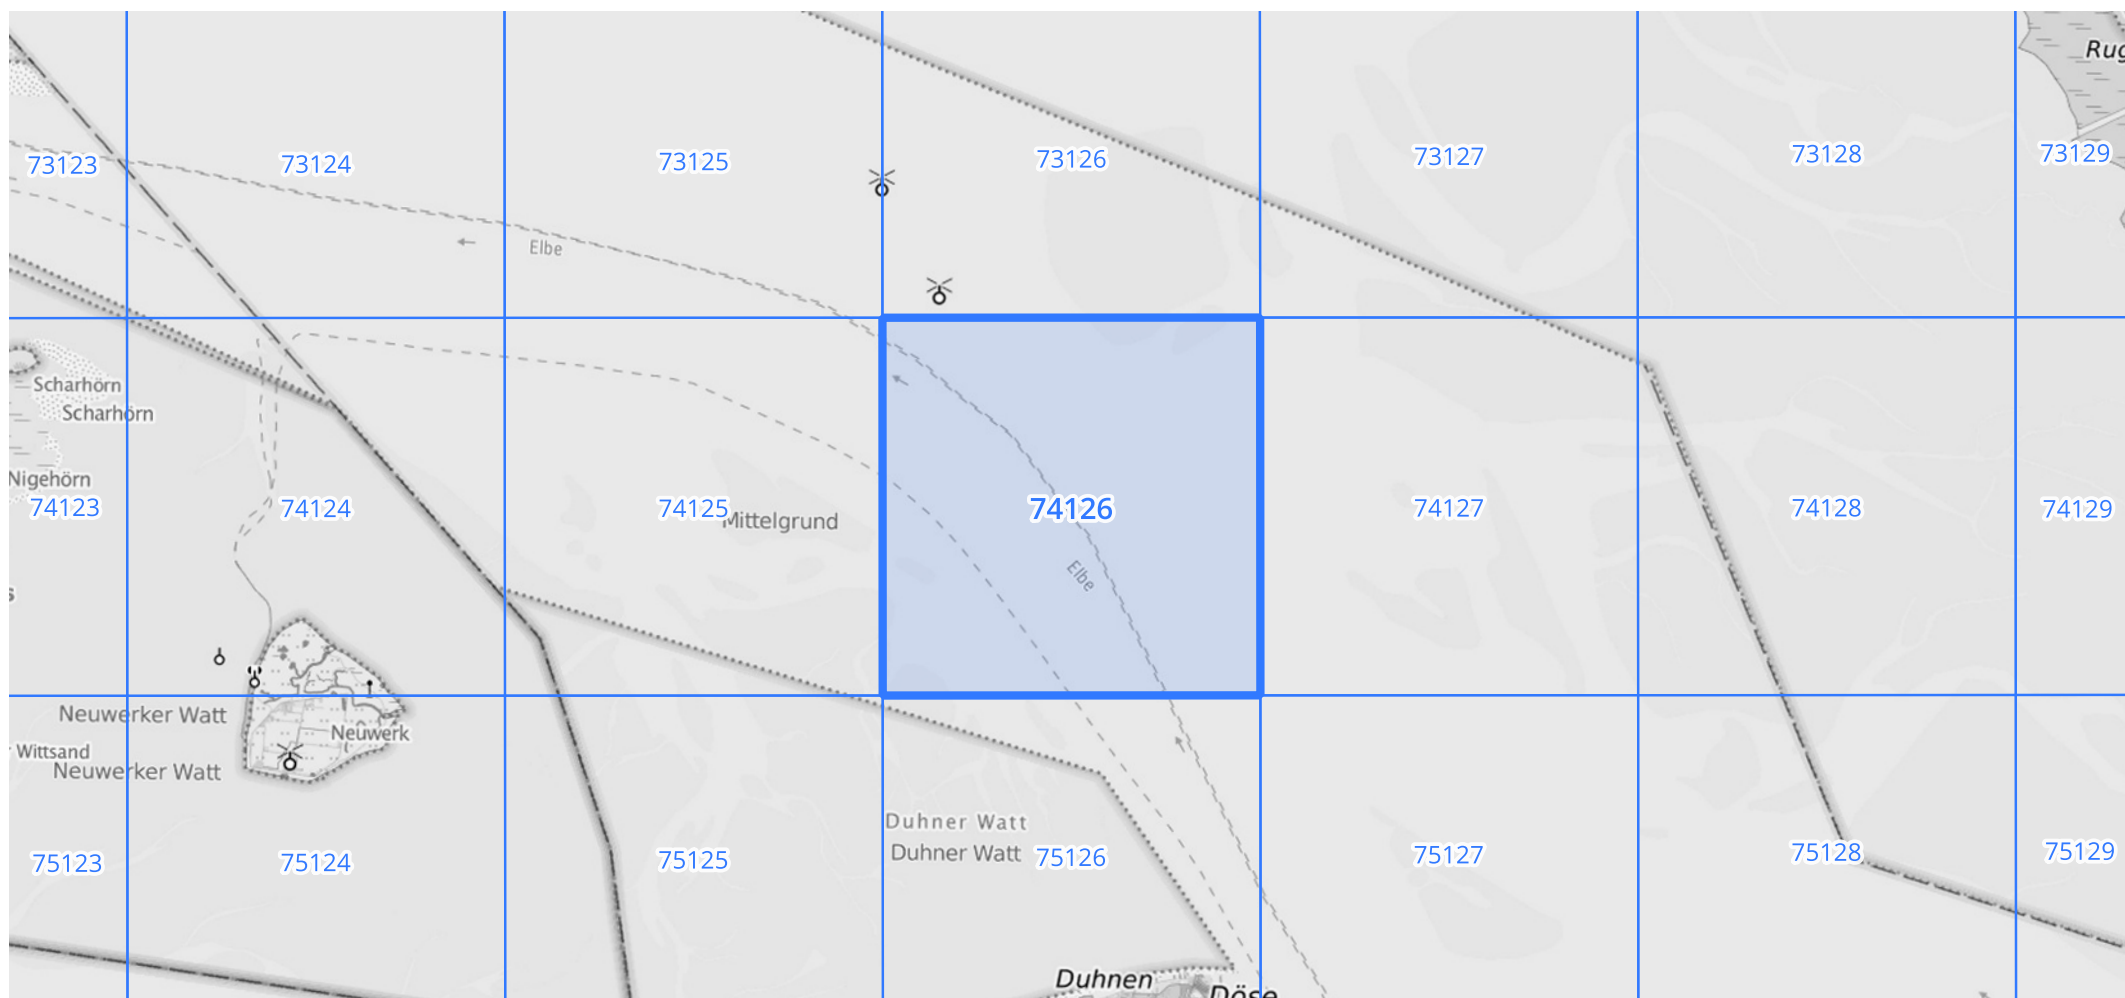 Rug
73123
73124
73125
73126
73127
73128
73129
Elbe
Scharhörn
Scharhörn
Nigehörn
74123
74124
74125
Mittelgrund
74126
74127
74128
74129
Elbe
Neuwerker Watt
Neuwerk
Wittsand
Neuwerker Watt
Duhner Watt
Duhner Watt
75123
75124
75125
75126
75127
75128
75129
Duhnen
Döse